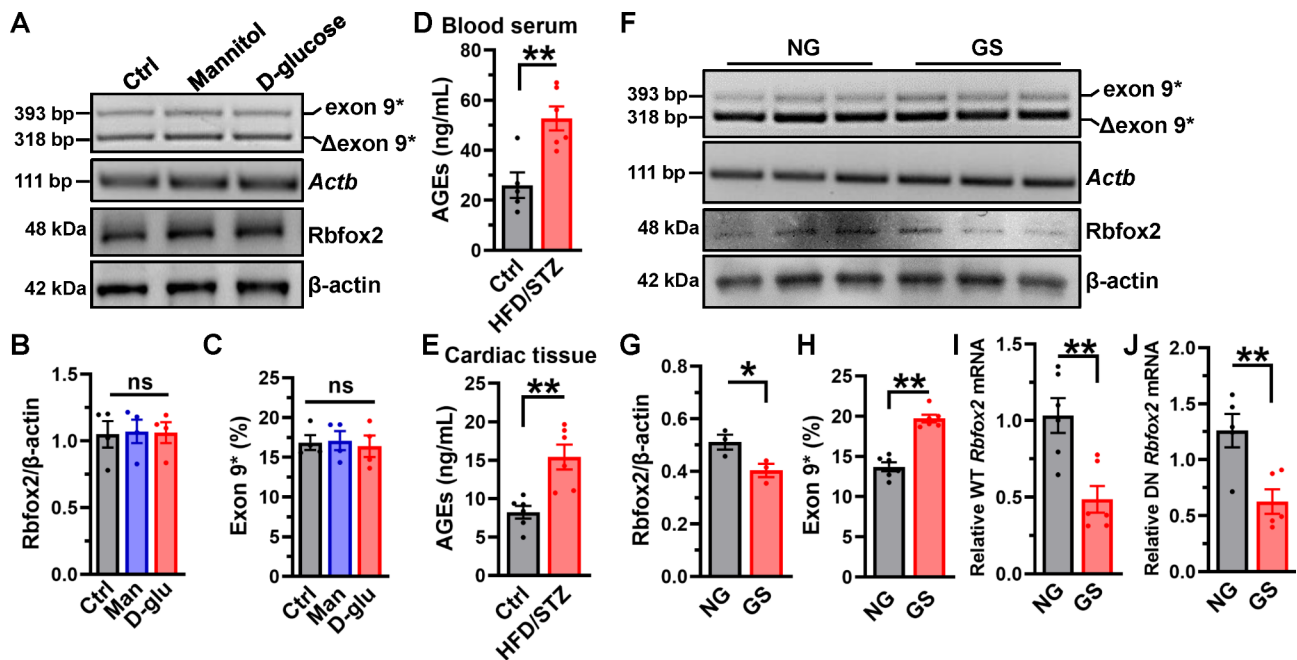 A
Ctrl
Mannitol
D-glucose
393 bp
exon 9*
318 bp
Δexon 9*
111 bp
Actb
48 kDa
Rbfox2
42 kDa
β-actin
B
Rbfox2/β-actin
1.5
1.0
0.5
0.0
ns
Ctrl
Man
D-glu
C
Exon 9* (%)
25
20
15
10
5
0
ns
Ctrl
Man
D-glu
D
Blood serum
AGEs (ng/mL)
80
60
40
20
0
**
Ctrl
HFD/STZ
E
Cardiac tissue
AGEs (ng/mL)
25
20
15
10
5
0
**
Ctrl
HFD/STZ
F
NG
GS
393 bp
exon 9*
318 bp
Δexon 9*
111 bp
Actb
48 kDa
Rbfox2
42 kDa
β-actin
G
Rbfox2/β-actin
0.8
0.6
0.4
0.2
0.0
*
NG
GS
H
Exon 9* (%)
25
20
15
10
5
0
**
NG
GS
I
Relative WT Rbfox2 mRNA
1.5
1.0
0.5
0.0
**
NG
GS
J
Relative DN Rbfox2 mRNA
2.0
1.5
1.0
0.5
0.0
**
NG
GS